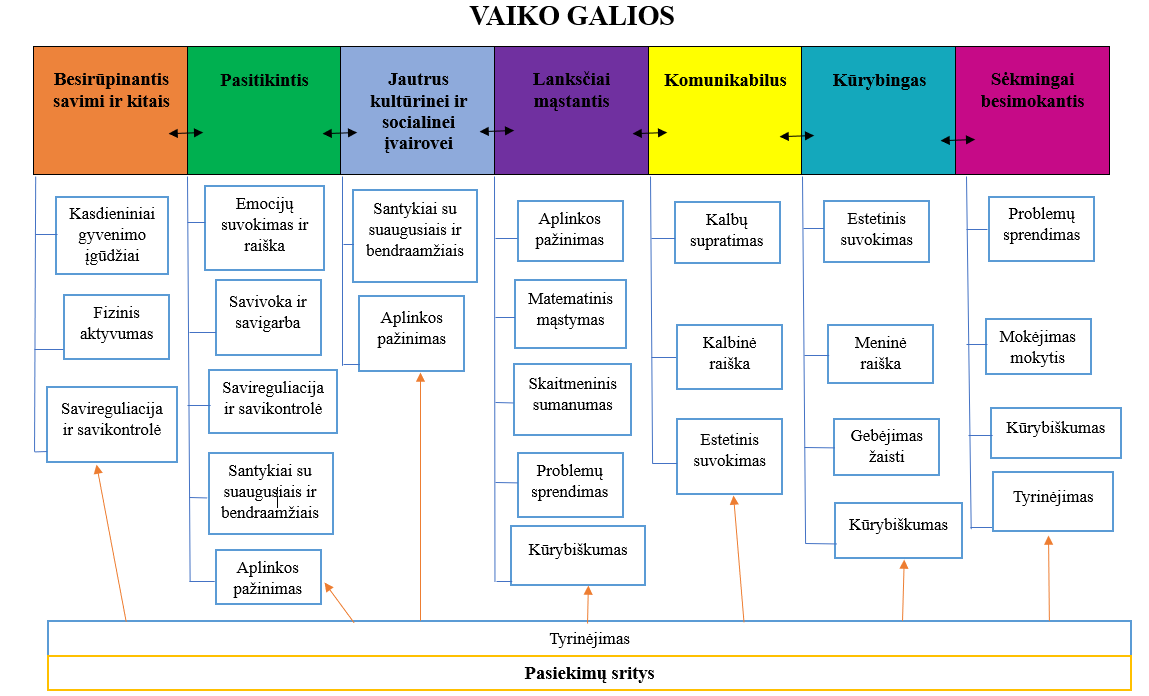 VAIKO GALIOS
Besirūpinantis
savimi ir kitais
Pasitikintis
Jautrus
kultūrinei ir
socialinei
įvairovei
Lanksčiai
mąstantis
Komunikabilus
Kūrybingas
Sėkmingai
besimokantis
Kasdieniniai
gyvenimo
įgūdžiai
Fizinis
aktyvumas
Savireguliacija
ir savikontrolė
Emocijų
suvokimas ir
raiška
Savivoka ir
savigarba
Savireguliacija
ir savikontrolė
Santykiai su
suaugusiais ir
bendraamžiais
Aplinkos
pažinimas
Santykiai su
suaugusiais ir
bendraamžiais
Aplinkos
pažinimas
Aplinkos
pažinimas
Matematinis
mąstymas
Skaitmeninis
sumanumas
Problemų
sprendimas
Kūrybiškumas
Kalbų
supratimas
Kalbinė
raiška
Estetinis
suvokimas
Estetinis
suvokimas
Meninė
raiška
Gebėjimas
žaisti
Kūrybiškumas
Problemų
sprendimas
Mokėjimas
mokytis
Kūrybiškumas
Tyrinėjimas
Tyrinėjimas
Pasiekimų sritys